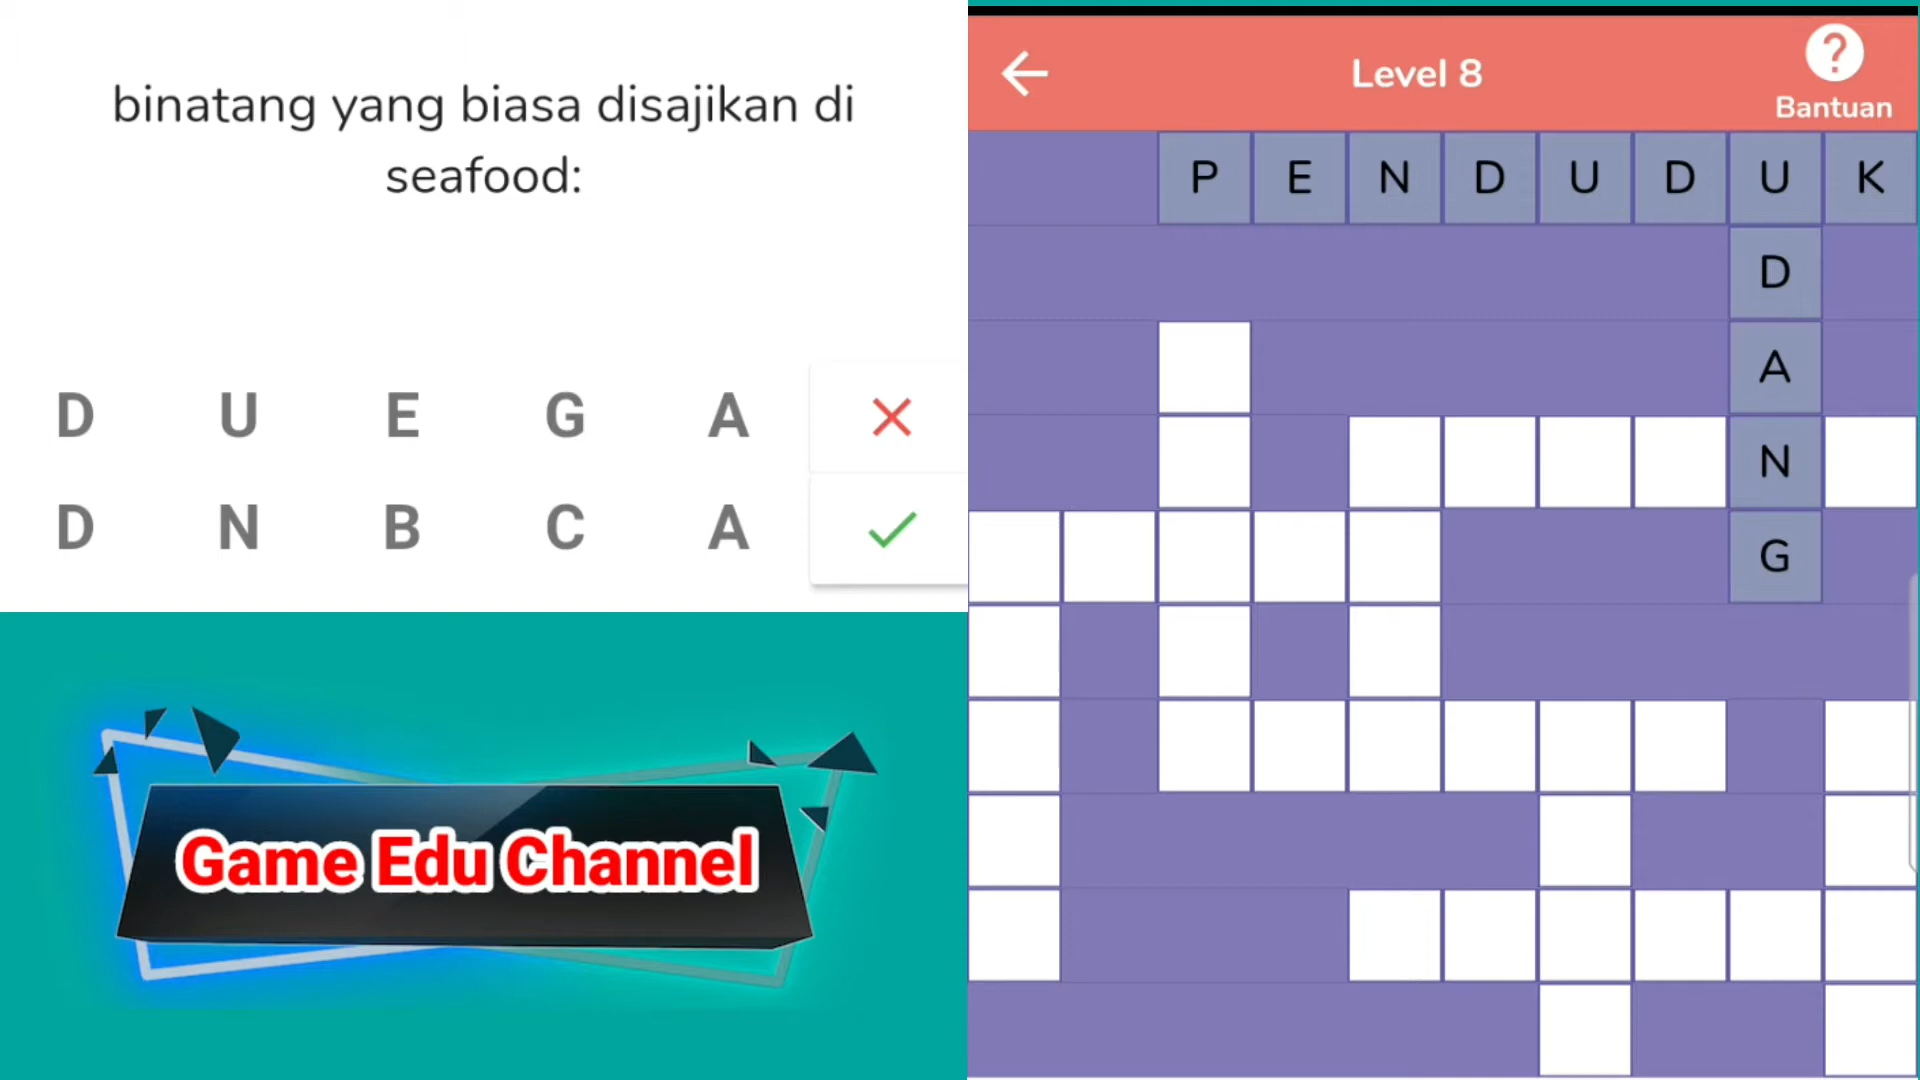 binatang yang biasa disajikan di
seafood:
D U E G A
D N B C A
Game Edu Channel
Level 8
?
Bantuan
P E N D U D U K
D
A
N
G